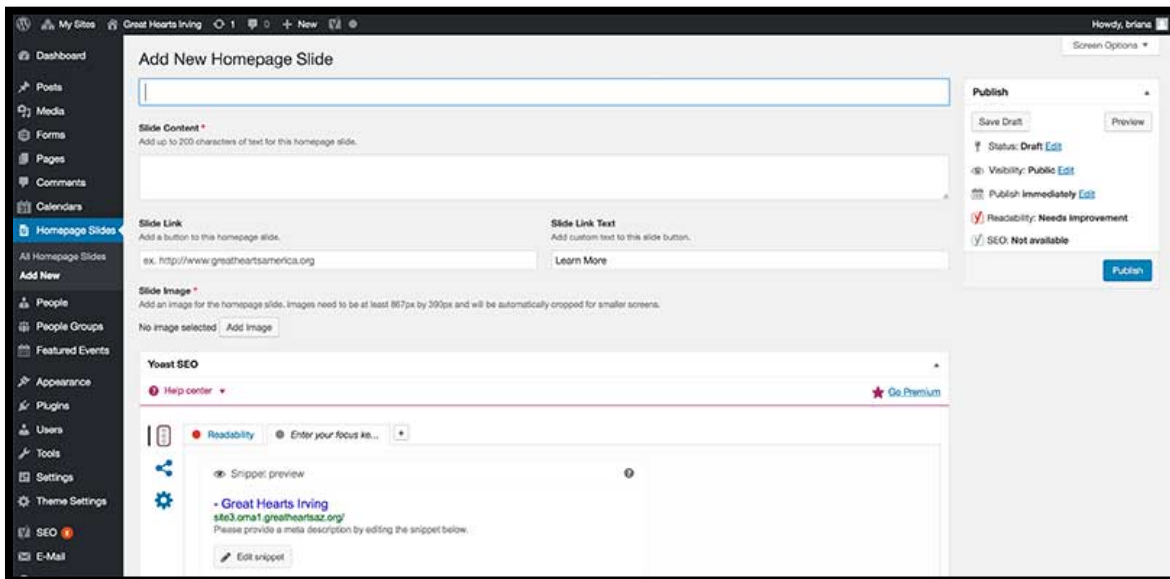 My Sites Great Hearts Irving 1 0 + New Howdy, briana
Screen Options
Dashboard
Posts
Media
Forms
Pages
Comments
Calendars
Homepage Slides
All Homepage Slides
Add New
People
People Groups
Featured Events
Appearance
Plugins
Users
Tools
Settings
Theme Settings
SEO
E-Mail
Add New Homepage Slide
Slide Content *
Add up to 200 characters of text for this homepage slide.
Slide Link
Add a button to this homepage slide.
ex. http://www.greatheartsamerica.org
Slide Link Text
Add custom text to this slide button.
Learn More
Slide Image *
Add an image for the homepage slide. Images need to be at least 867px by 390px and will be automatically cropped for smaller screens.
No image selected Add Image
Yoast SEO
Help center
Go Premium
Readability Enter your focus ke... +
Snippet preview
- Great Hearts Irving
site3.oma1.greatheartsaz.org/
Please provide a meta description by editing the snippet below.
Edit snippet
Publish
Save Draft Preview
Status: Draft Edit
Visibility: Public Edit
Publish immediately Edit
Readability: Needs improvement
SEO: Not available
Publish